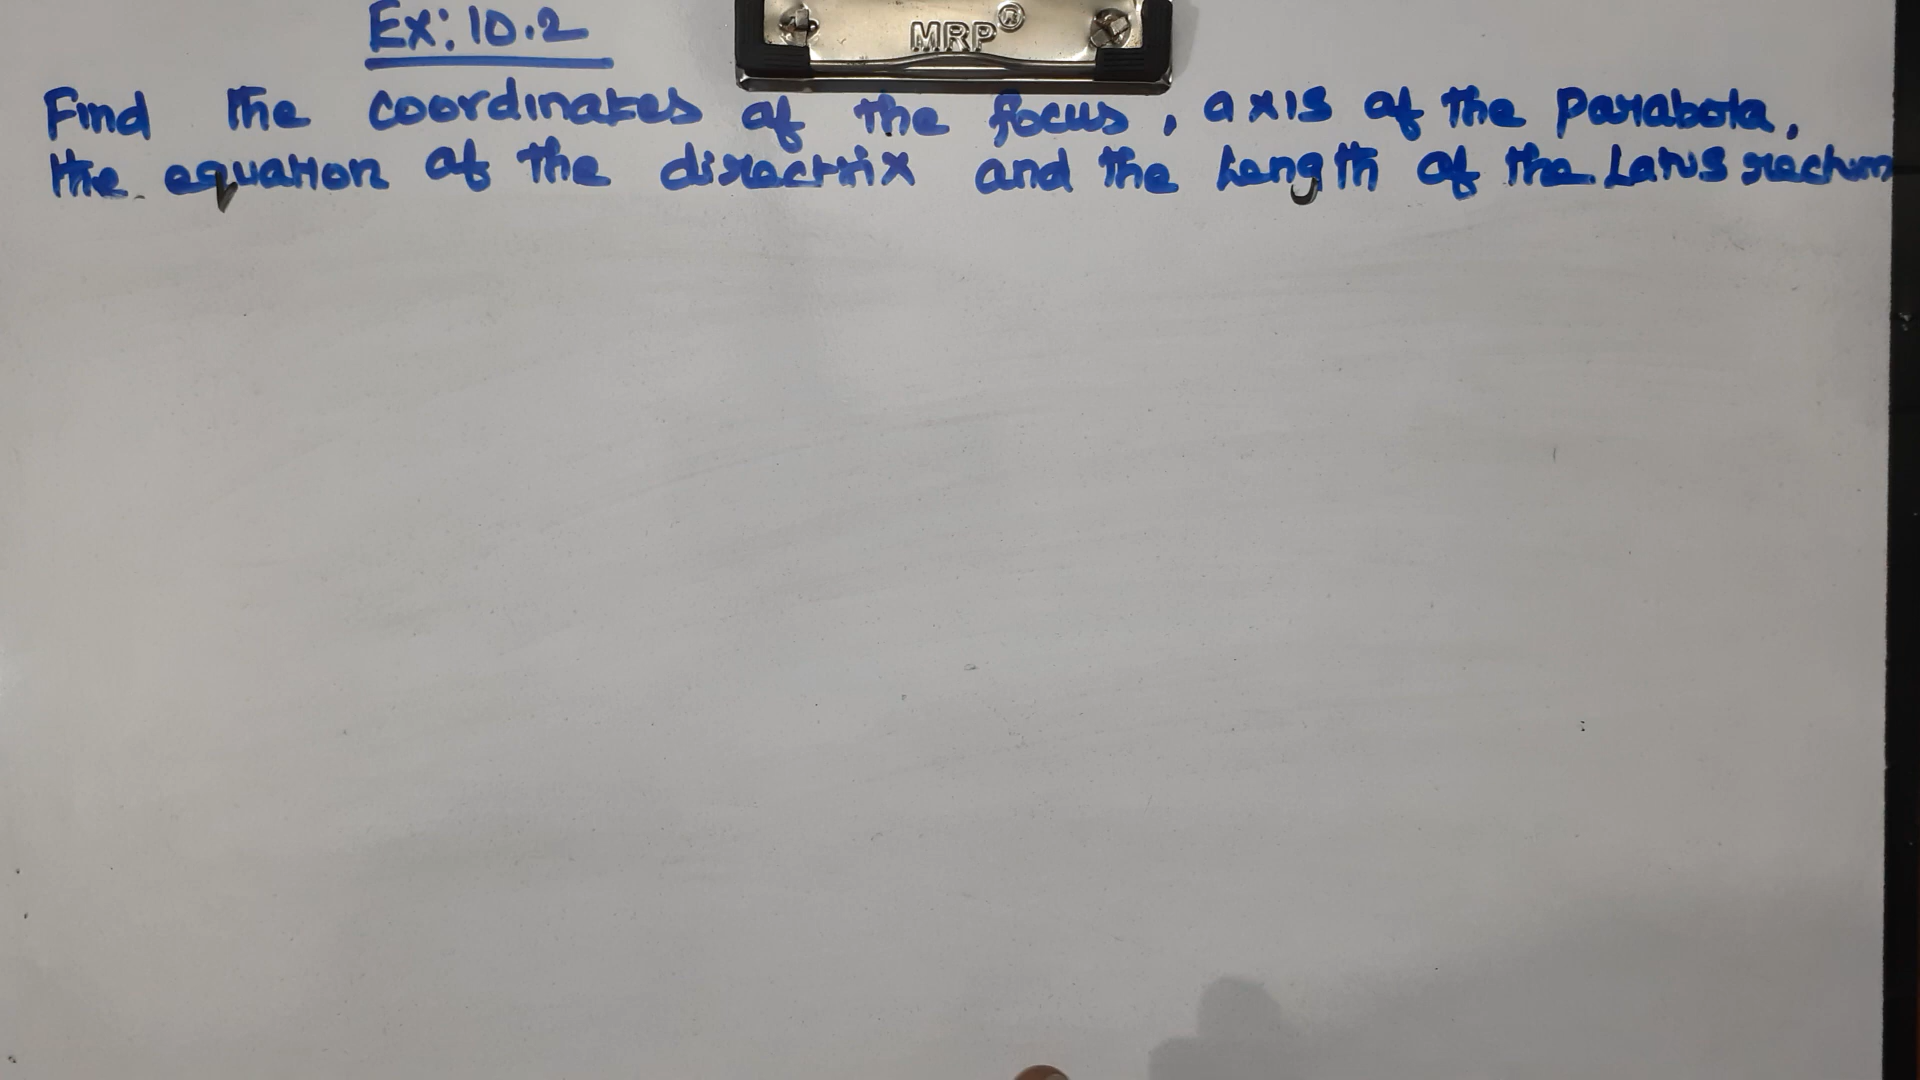 Ex: 10.2
MRP®
Find the coordinates of the focus, axis of the parabola,
the equation of the directrix and the Length of the Latus rectum